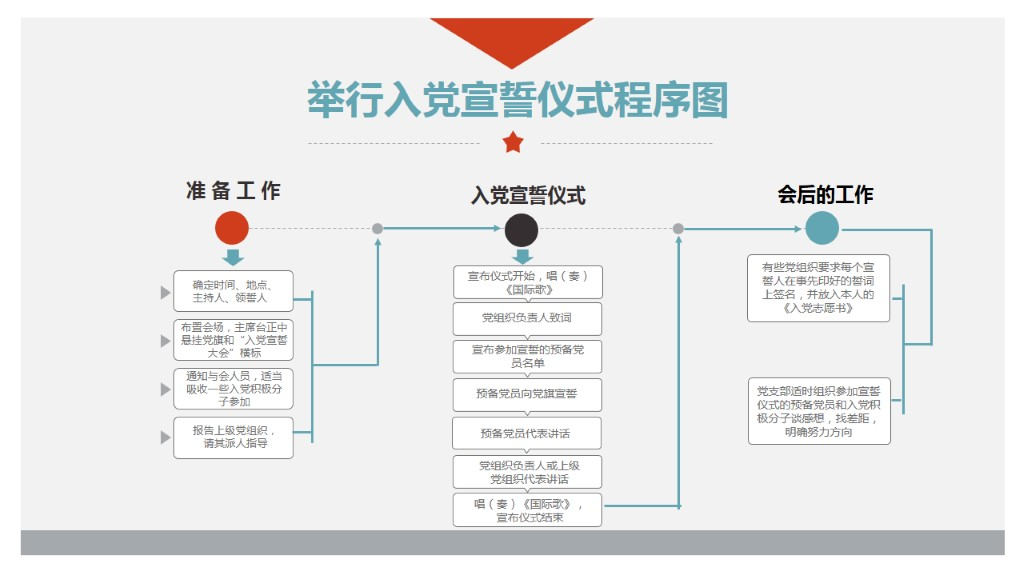 举行入党宣誓仪式程序图
准备工作
确定时间、地点、
主持人、领誓人
布置会场，主席台正中
悬挂党旗和“入党宣誓
大会”横标
通知与会人员，适当
吸收一些入党积极分
子参加
报告上级党组织，
请其派人指导
入党宣誓仪式
宣布仪式开始，唱（奏）
《国际歌》
党组织负责人致词
宣布参加宣誓的预备党
员名单
预备党员向党旗宣誓
预备党员代表讲话
党组织负责人或上级
党组织代表讲话
唱（奏）《国际歌》，
宣布仪式结束
会后的工作
有些党组织要求每个宣
誓人在事先印好的誓词
上签名，并放入本人的
《入党志愿书》
党支部适时组织参加宣誓
仪式的预备党员和入党积
极分子谈感想，找差距，
明确努力方向